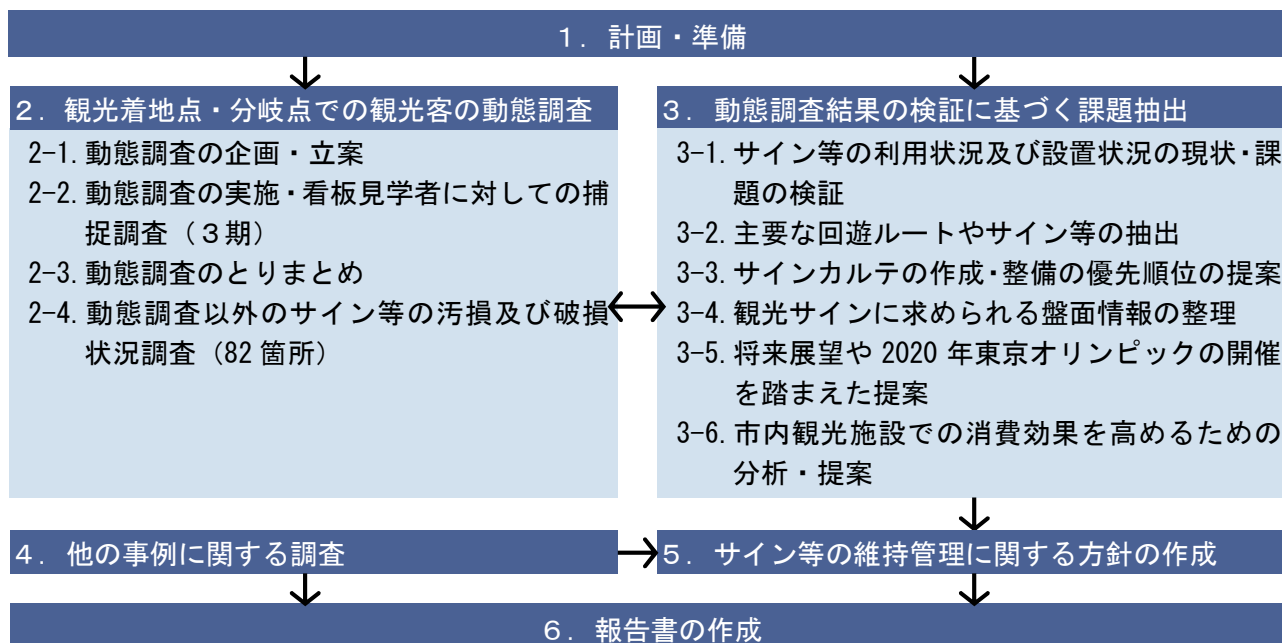 １．計画・準備
２．観光着地点・分岐点での観光客の動態調査
2-1.動態調査の企画・立案
2-2.動態調査の実施・看板見学者に対しての捕
捉調査（３期）
2-3.動態調査のとりまとめ
2-4.動態調査以外のサイン等の汚損及び破損
状況調査（82 箇所）
３．動態調査結果の検証に基づく課題抽出
3-1.サイン等の利用状況及び設置状況の現状・課
題の検証
3-2.主要な回遊ルートやサイン等の抽出
3-3.サインカルテの作成・整備の優先順位の提案
3-4.観光サインに求められる盤面情報の整理
3-5.将来展望や 2020 年東京オリンピックの開催
を踏まえた提案
3-6.市内観光施設での消費効果を高めるための
分析・提案
４．他の事例に関する調査
５．サイン等の維持管理に関する方針の作成
６．報告書の作成